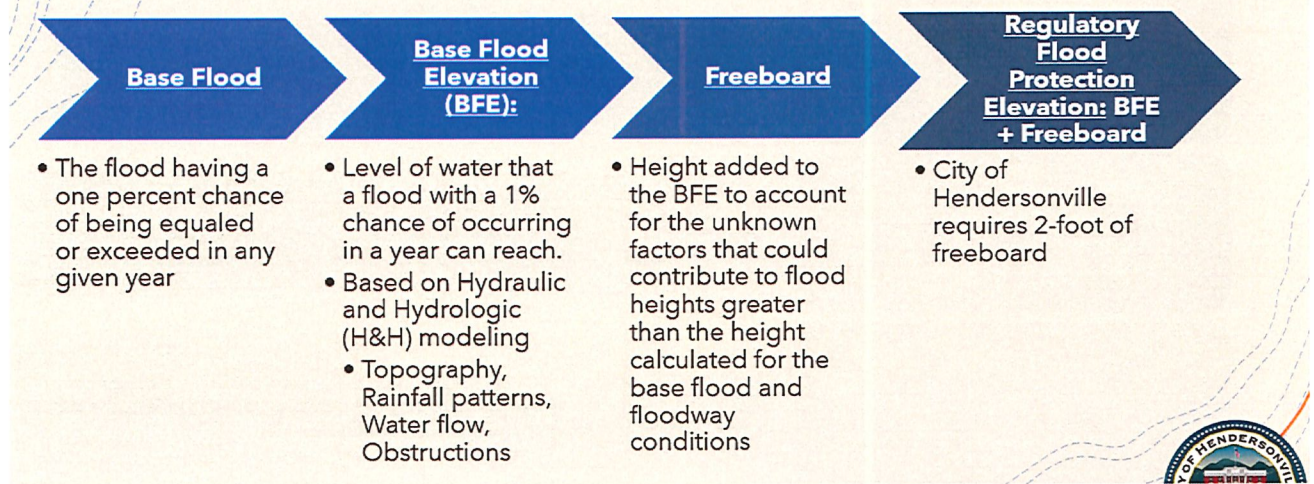 Base Flood
• The flood having a
one percent chance
of being equaled
or exceeded in any
given year
Base Flood
Elevation
(BFE):
• Level of water that
a flood with a 1%
chance of occurring
in a year can reach.
• Based on Hydraulic
and Hydrologic
(H&H) modeling
• Topography,
Rainfall patterns,
Water flow,
Obstructions
Freeboard
• Height added to
the BFE to account
for the unknown
factors that could
contribute to flood
heights greater
than the height
calculated for the
base flood and
floodway
conditions
Regulatory
Flood
Protection
Elevation: BFE
+ Freeboard
• City of
Hendersonville
requires 2-foot of
freeboard